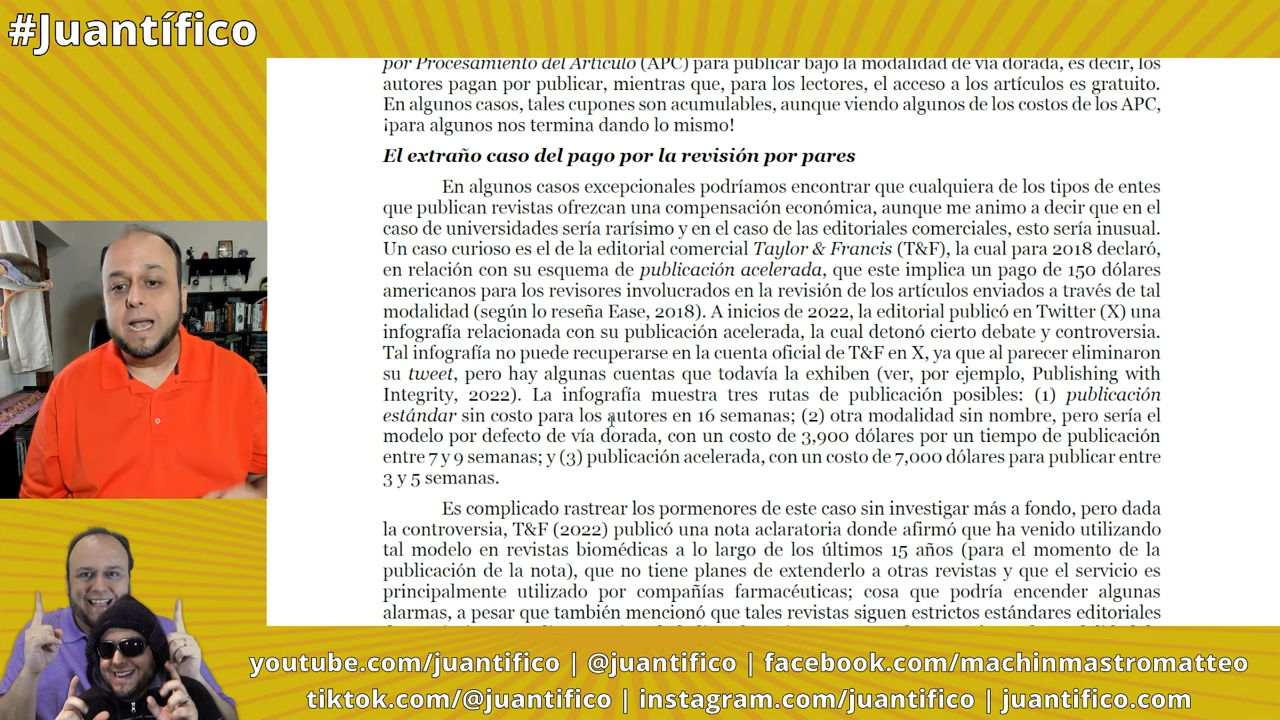 #Juantífico
por Procesamiento del Artículo (APC) para publicar bajo la modalidad de vía dorada, es decir, los
autores pagan por publicar, mientras que, para los lectores, el acceso a los artículos es gratuito.
En algunos casos, tales cupones son acumulables, aunque viendo algunos de los costos de los APC,
¡para algunos nos termina dando lo mismo!
El extraño caso del pago por la revisión por pares
En algunos casos excepcionales podríamos encontrar que cualquiera de los tipos de entes
que publican revistas ofrezcan una compensación económica, aunque me animo a decir que en el
caso de universidades sería rarísimo y en el caso de las editoriales comerciales, esto sería inusual.
Un caso curioso es el de la editorial comercial Taylor & Francis (T&F), la cual para 2018 declaró,
en relación con su esquema de publicación acelerada, que este implica un pago de 150 dólares
americanos para los revisores involucrados en la revisión de los artículos enviados a través de tal
modalidad (según lo reseña Ease, 2018). A inicios de 2022, la editorial publicó en Twitter (X) una
infografía relacionada con su publicación acelerada, la cual detonó cierto debate y controversia.
Tal infografía no puede recuperarse en la cuenta oficial de T&F en X, ya que al parecer eliminaron
su tweet, pero hay algunas cuentas que todavía la exhiben (ver, por ejemplo, Publishing with
Integrity, 2022). La infografía muestra tres rutas de publicación posibles: (1) publicación
estándar sin costo para los autores en 16 semanas; (2) otra modalidad sin nombre, pero sería el
modelo por defecto de vía dorada, con un costo de 3,900 dólares por un tiempo de publicación
entre 7 y 9 semanas; y (3) publicación acelerada, con un costo de 7,000 dólares para publicar entre
3 y 5 semanas.
Es complicado rastrear los pormenores de este caso sin investigar más a fondo, pero dada
la controversia, T&F (2022) publicó una nota aclaratoria donde afirmó que ha venido utilizando
tal modelo en revistas biomédicas a lo largo de los últimos 15 años (para el momento de la
publicación de la nota), que no tiene planes de extenderlo a otras revistas y que el servicio es
principalmente utilizado por compañías farmacéuticas; cosa que podría encender algunas
alarmas, a pesar que también mencionó que tales revistas siguen estrictos estándares editoriales
youtube.com/juantifico | @juantifico | facebook.com/machinmastromatteo
tiktok.com/@juantifico | instagram.com/juantifico | juantifico.com